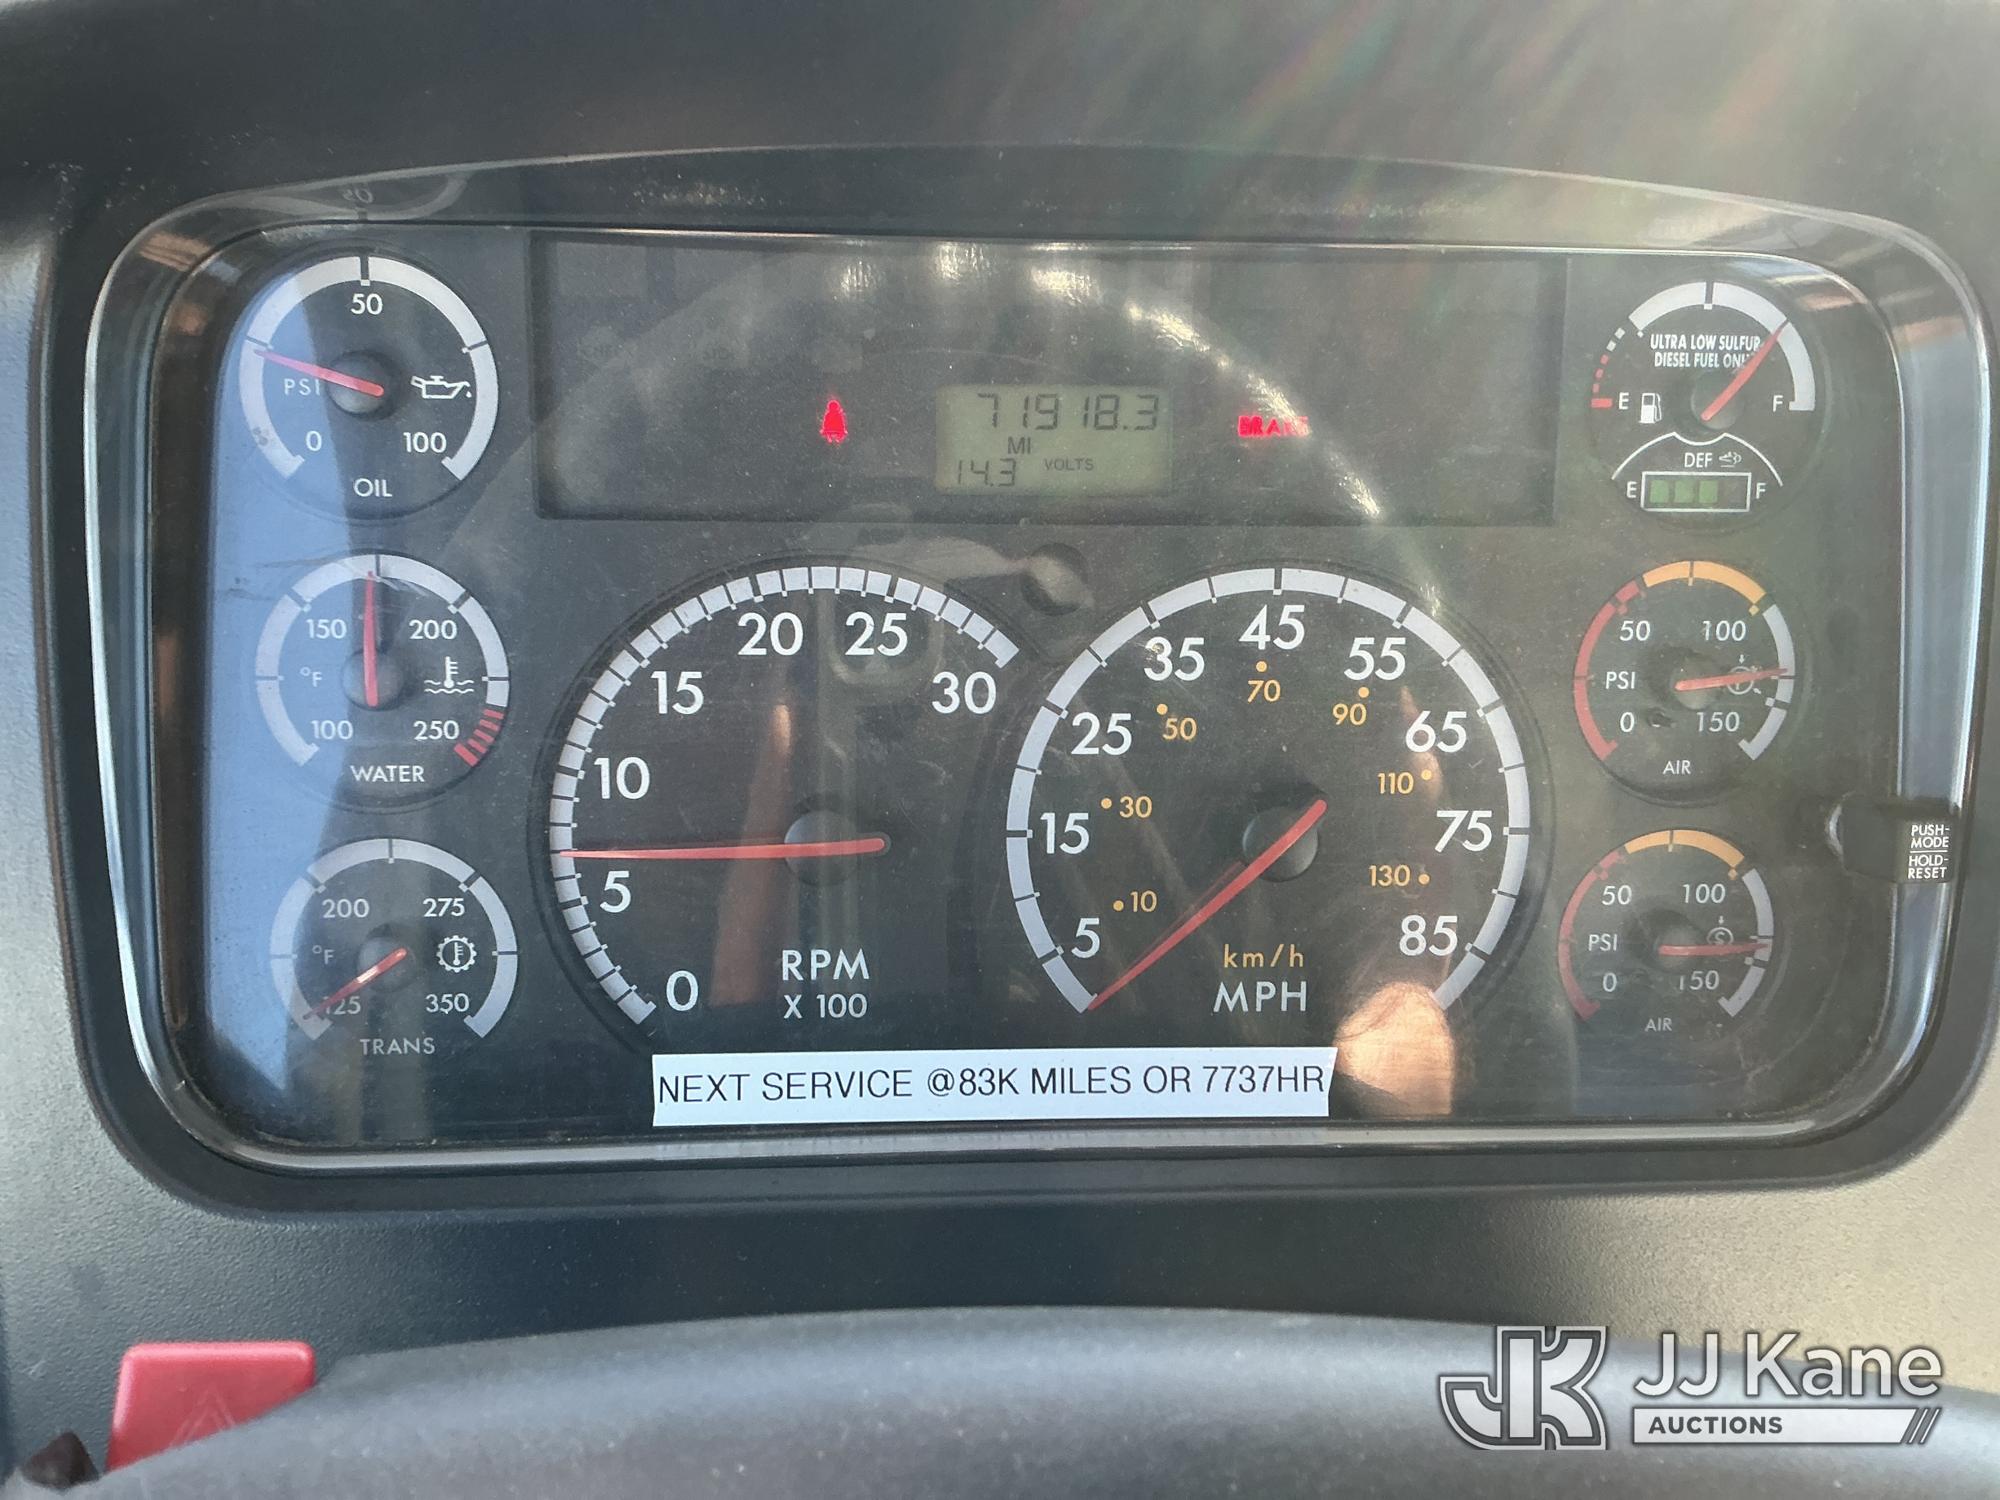 50
PSI
0 100
OIL
71918.3
MI
14.3 VOLTS
BRAKE
ULTRA LOW SULFUR
DIESEL FUEL ONLY
E F
DEF
E F
150 200
°F
100 250
WATER
200 275
°F
125 350
TRANS
0 5 10 15 20 25 30
RPM
X 100
5 15 25 35 45 55 65 75 85
10 30 50 70 90 110 130
km/h
MPH
50 100
PSI
0 150
AIR
50 100
PSI
0 150
AIR
PUSH-
MODE
HOLD-
RESET
NEXT SERVICE @83K MILES OR 7737HR
JK JJ Kane
AUCTIONS